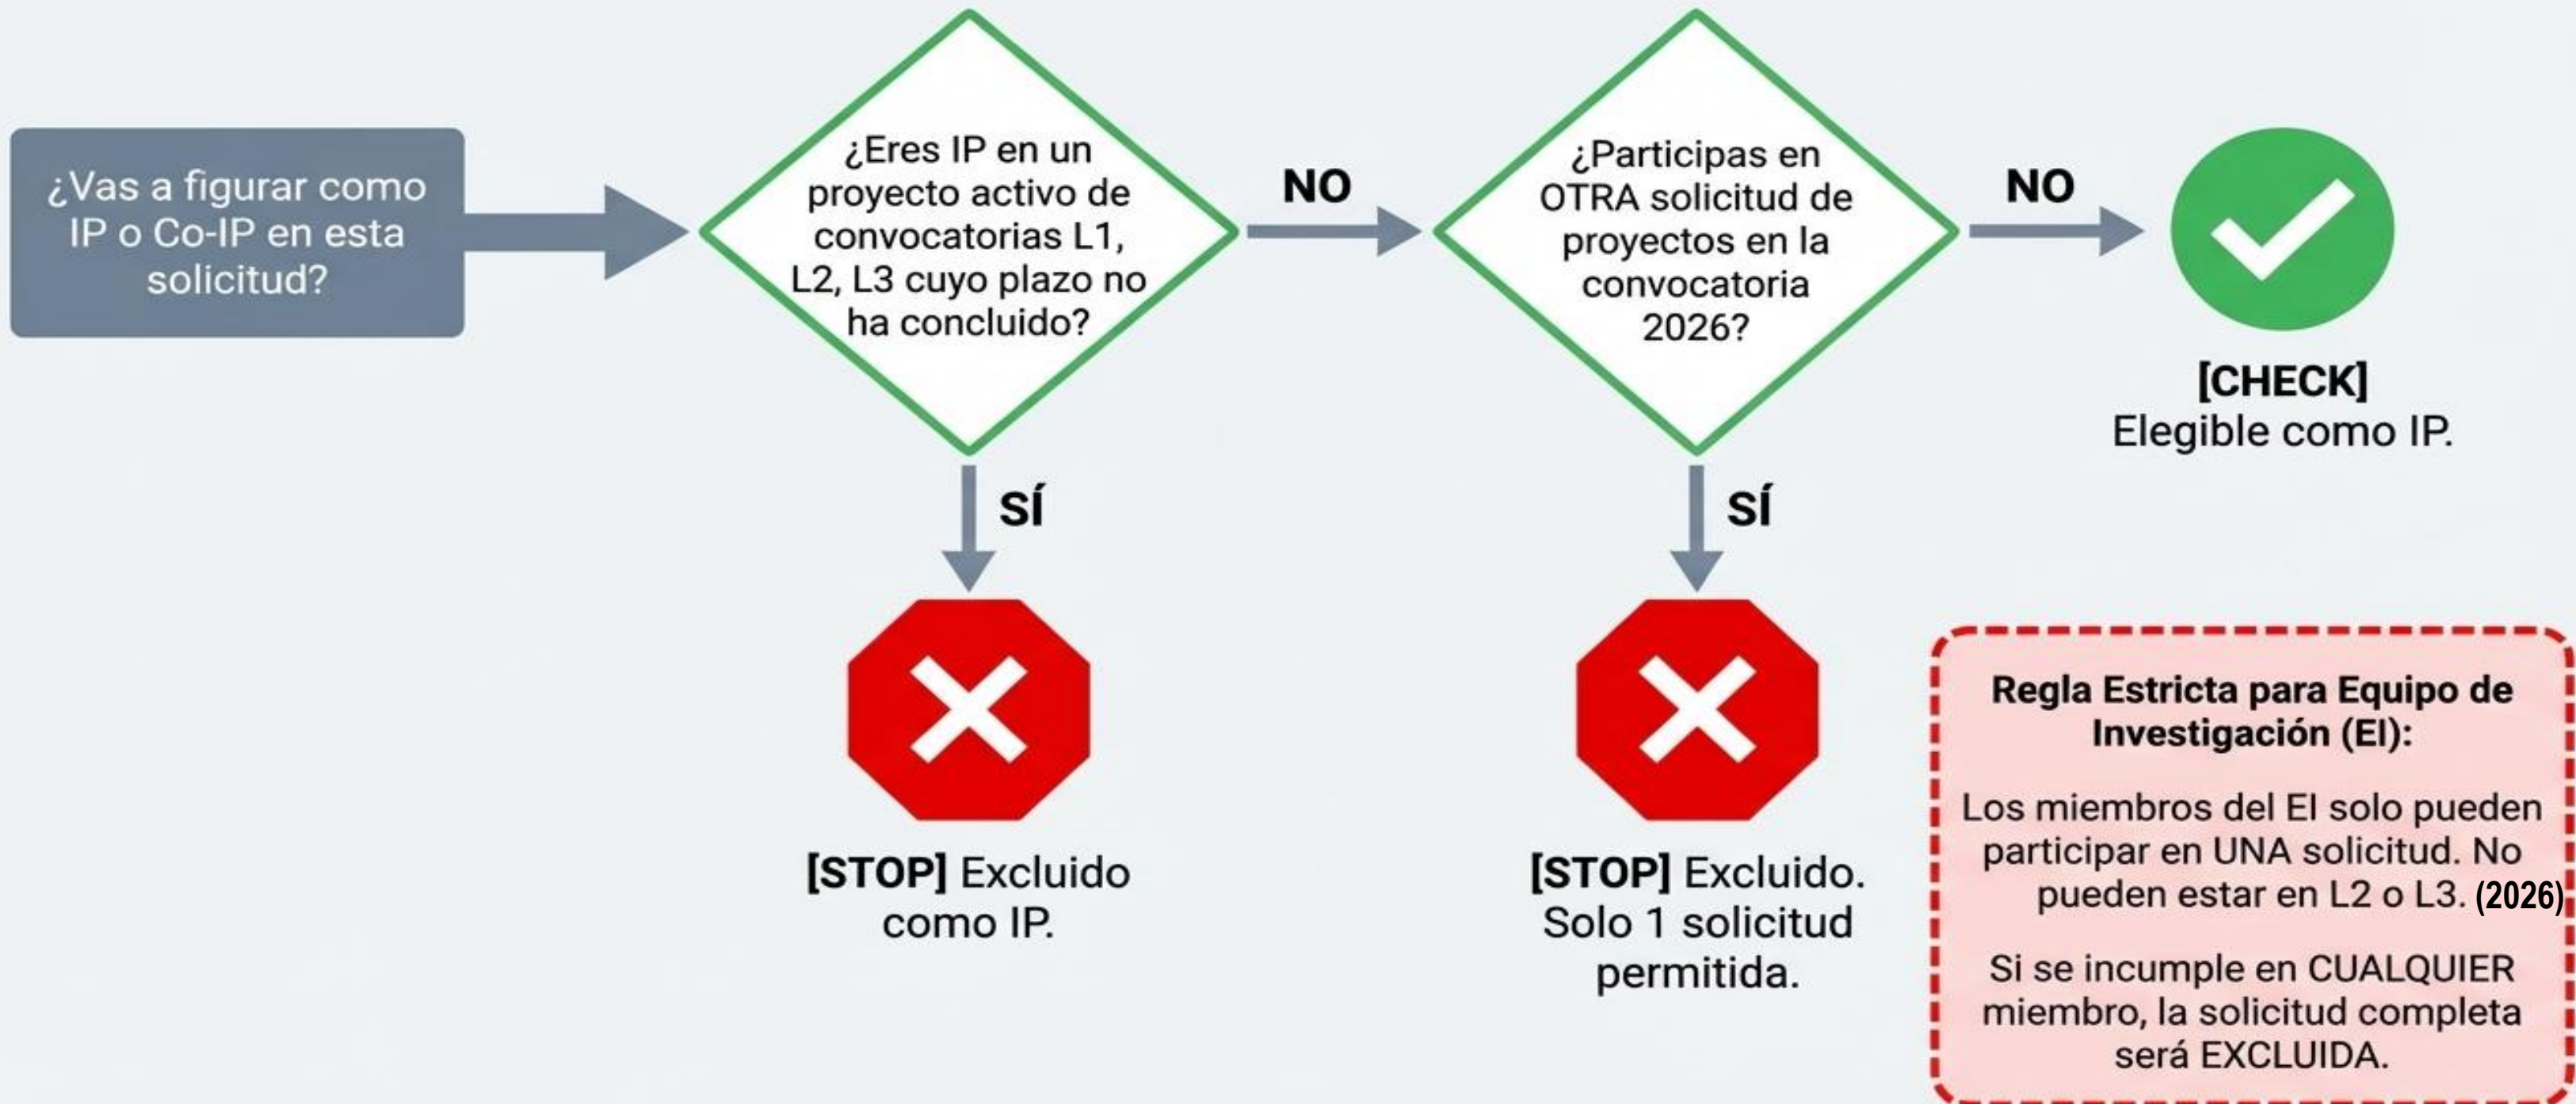 ¿Vas a figurar como
IP o Co-IP en esta
solicitud?
¿Eres IP en un
proyecto activo de
convocatorias L1,
L2, L3 cuyo plazo no
ha concluido?
NO
¿Participas en
OTRA solicitud de
proyectos en la
convocatoria
2026?
NO
[CHECK]
Elegible como IP.
SÍ
[STOP] Excluido
como IP.
SÍ
[STOP] Excluido.
Solo 1 solicitud
permitida.
Regla Estricta para Equipo de
Investigación (EI):
Los miembros del EI solo pueden
participar en UNA solicitud. No
pueden estar en L2 o L3. (2026)
Si se incumple en CUALQUIER
miembro, la solicitud completa
será EXCLUIDA.